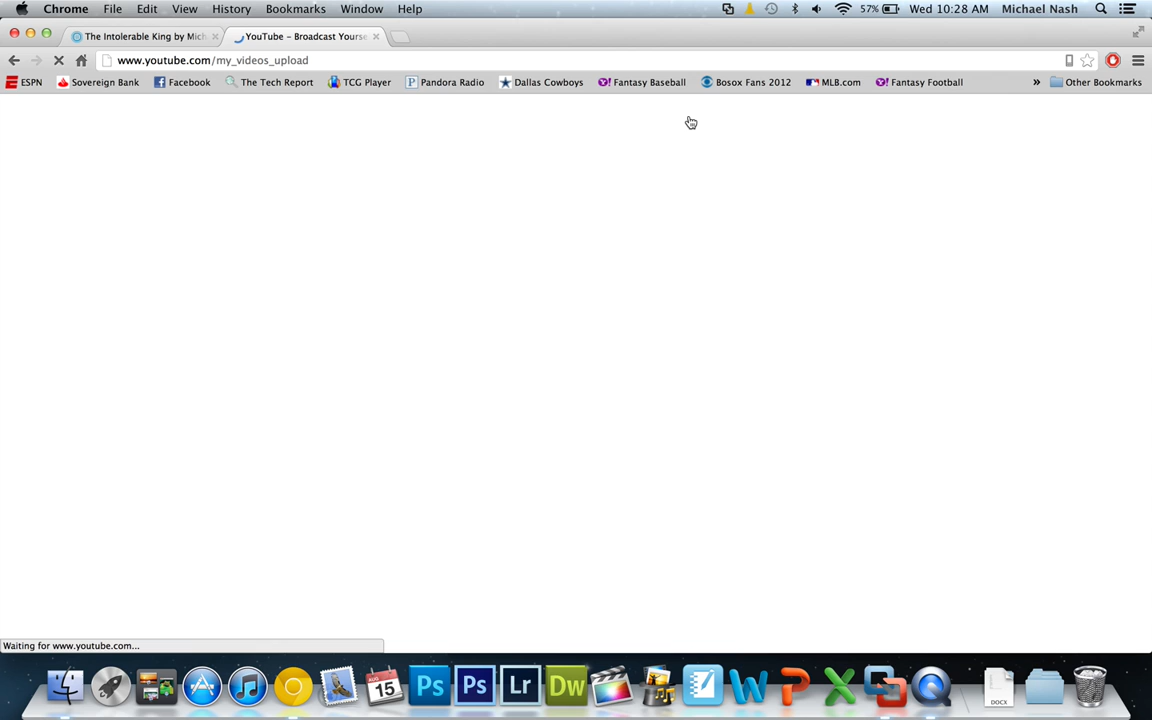 Chrome File Edit View History Bookmarks Window Help 57% Wed 10:28 AM Michael Nash
The Intolerable King by Mich YouTube – Broadcast Yourse
www.youtube.com/my_videos_upload
ESPN Sovereign Bank Facebook The Tech Report TCG Player Pandora Radio Dallas Cowboys Fantasy Baseball Bosox Fans 2012 MLB.com Fantasy Football » Other Bookmarks
Waiting for www.youtube.com...
15 Ps Ps Lr Dw W P X DOCX